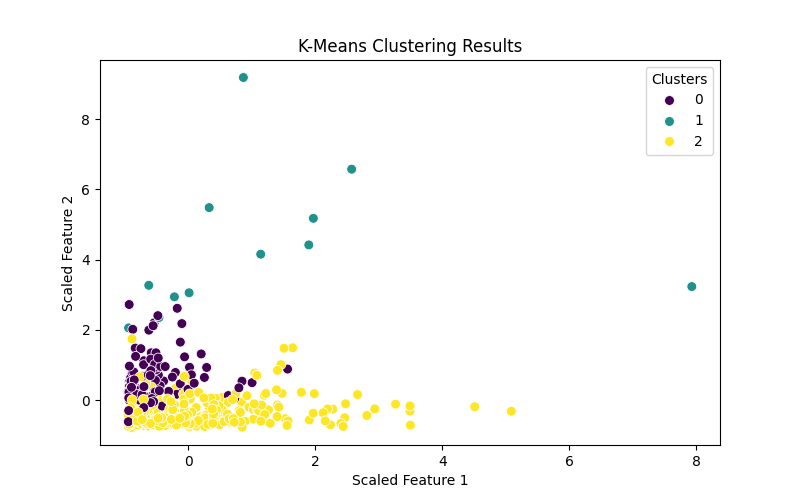 K-Means Clustering Results
Clusters
0
1
2
8
6
4
2
0
Scaled Feature 2
0 2 4 6 8
Scaled Feature 1